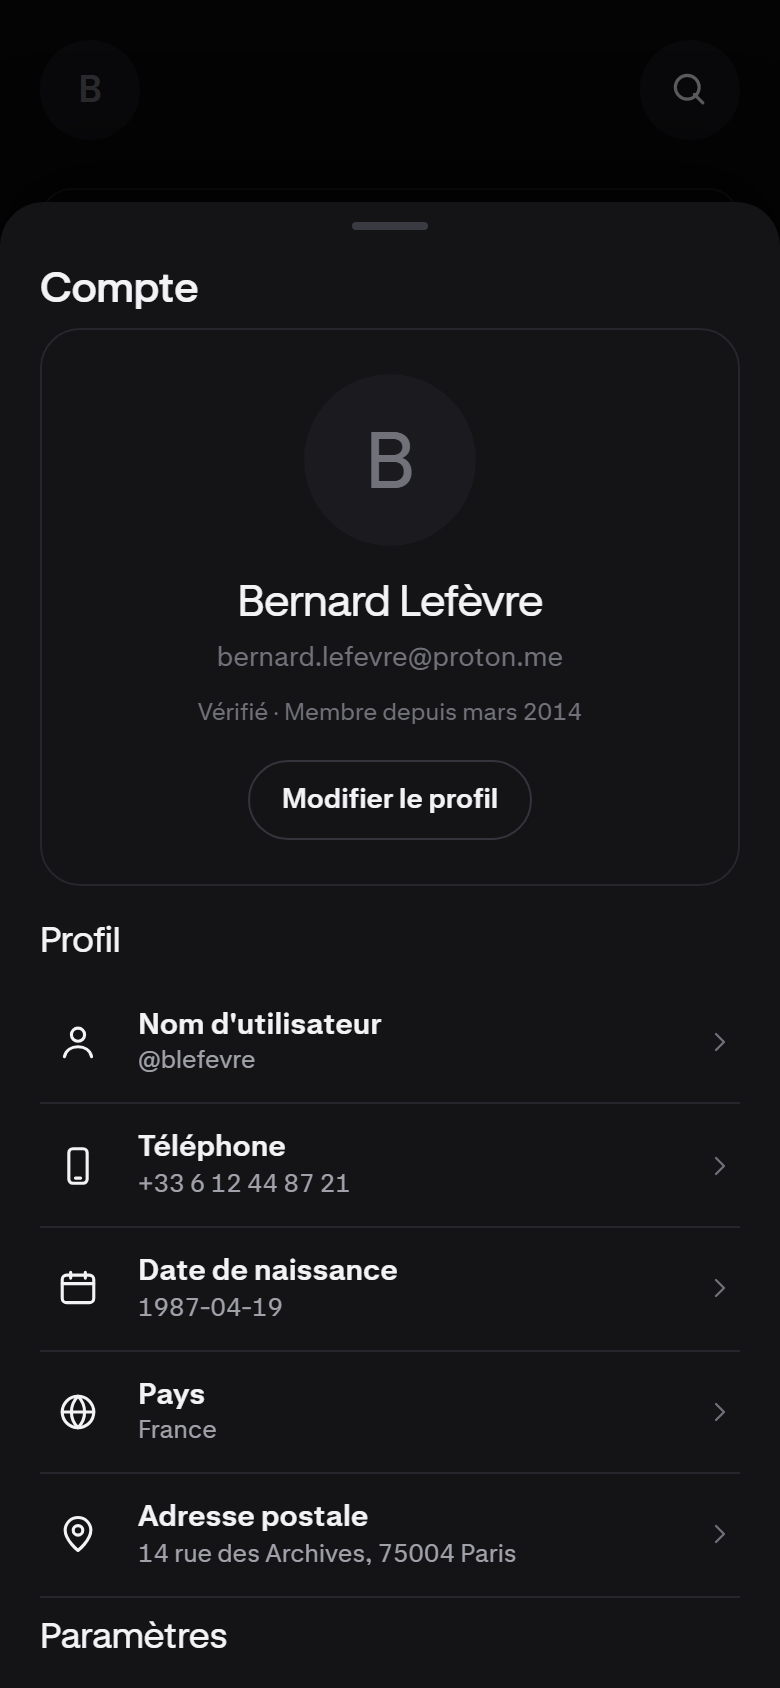 B
Compte
B
Bernard Lefèvre
bernard.lefevre@proton.me
Vérifié · Membre depuis mars 2014
Modifier le profil
Profil
Nom d'utilisateur
@blefevre
Téléphone
+33 6 12 44 87 21
Date de naissance
1987-04-19
Pays
France
Adresse postale
14 rue des Archives, 75004 Paris
Paramètres